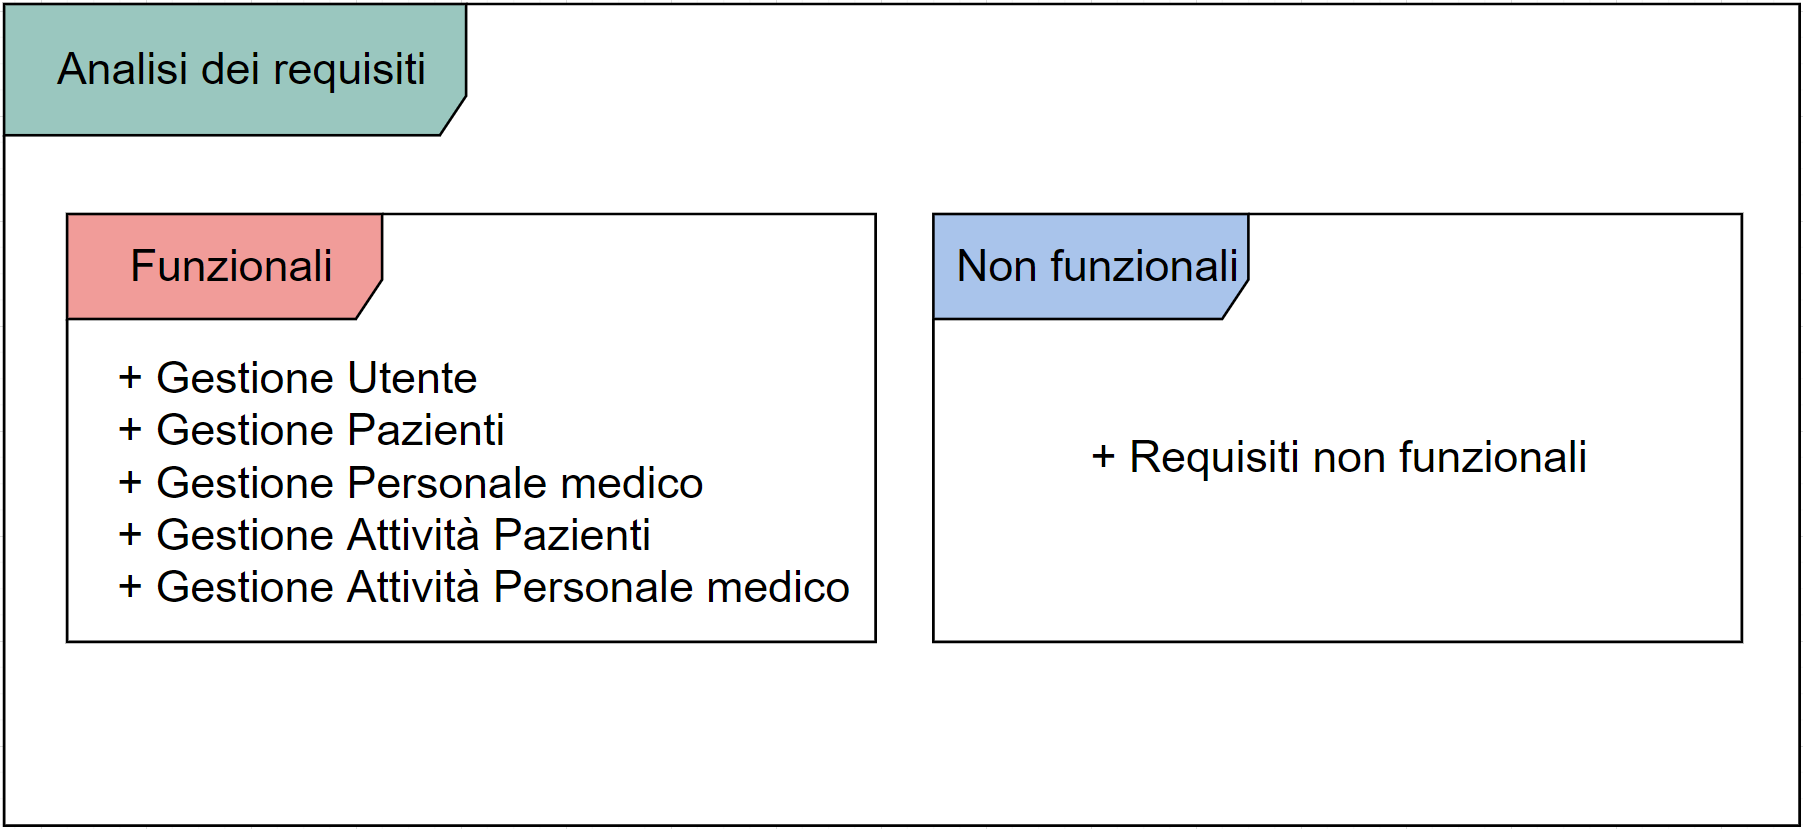 Analisi dei requisiti
Funzionali
+ Gestione Utente
+ Gestione Pazienti
+ Gestione Personale medico
+ Gestione Attività Pazienti
+ Gestione Attività Personale medico
Non funzionali
+ Requisiti non funzionali